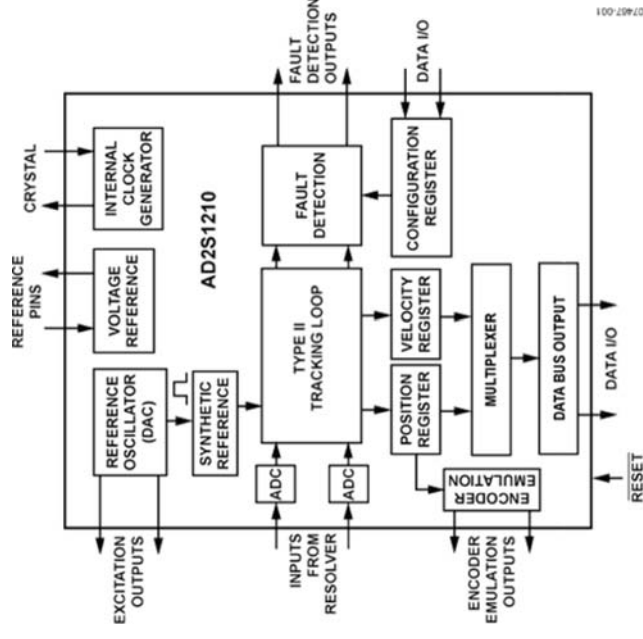 REFERENCE
PINS
CRYSTAL
EXCITATION
OUTPUTS
REFERENCE
OSCILLATOR
(DAC)
VOLTAGE
REFERENCE
INTERNAL
CLOCK
GENERATOR
SYNTHETIC
REFERENCE
AD2S1210
INPUTS
FROM
RESOLVER
ADC
ADC
TYPE II
TRACKING LOOP
FAULT
DETECTION
FAULT
DETECTION
OUTPUTS
ENCODER
EMULATION
OUTPUTS
ENCODER
EMULATION
POSITION
REGISTER
VELOCITY
REGISTER
CONFIGURATION
REGISTER
DATA I/O
MULTIPLEXER
DATA BUS OUTPUT
RESET
DATA I/O
07467-001